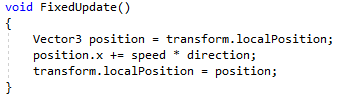 void FixedUpdate()
{
    Vector3 position = transform.localPosition;
    position.x += speed * direction;
    transform.localPosition = position;
}